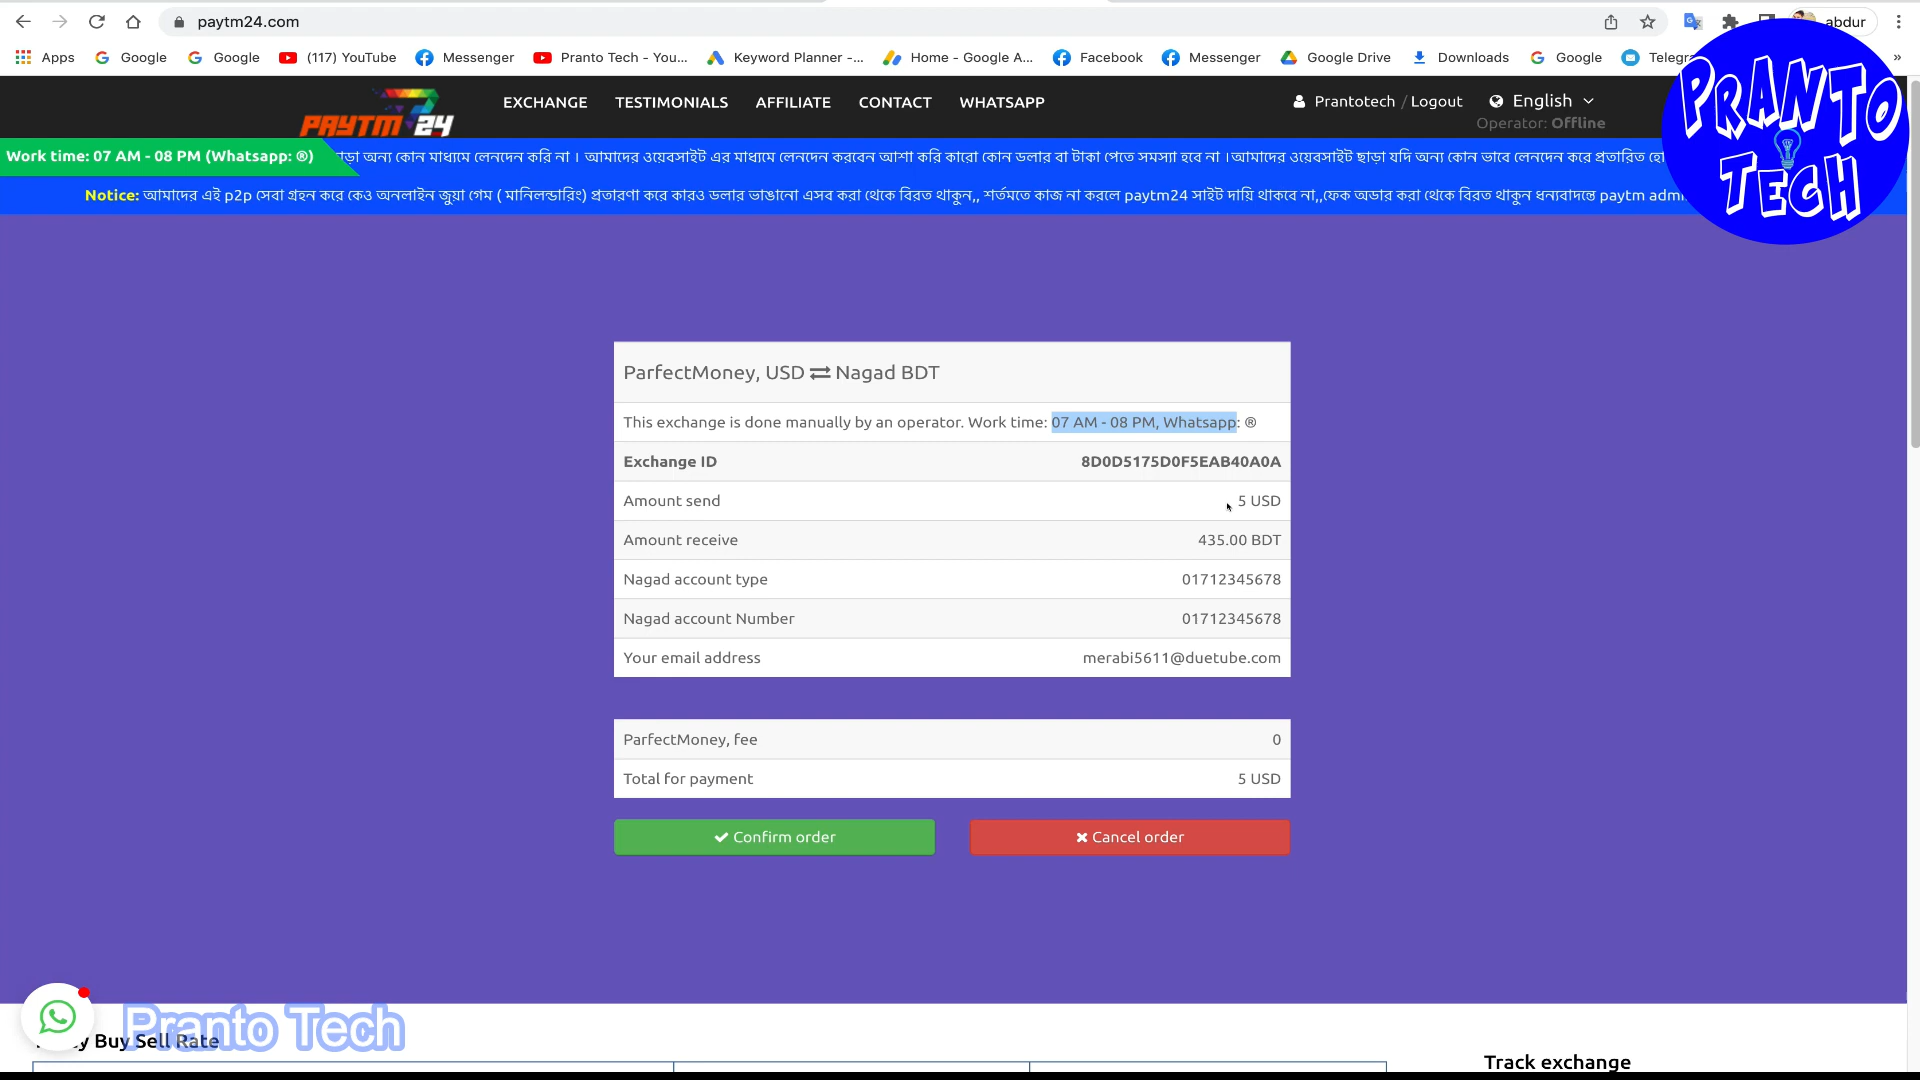 paytm24.com
abdur
Apps
Google
Google
(117) YouTube
Messenger
Pranto Tech - You...
Keyword Planner -...
Home - Google A...
Facebook
Messenger
Google Drive
Downloads
Google
Telegr
»
PAYTM 24
EXCHANGE
TESTIMONIALS
AFFILIATE
CONTACT
WHATSAPP
Prantotech / Logout
English
Operator: Offline
PRANTO
TECH
Work time: 07 AM - 08 PM (Whatsapp: ®)
অন্য কোন মাধ্যমে লেনদেন করি না । আমাদের ওয়েবসাইট এর মাধ্যমে লেনদেন করবেন আশা করি কারো কোন ডলার বা টাকা পেতে সমস্যা হবে না ।আমাদের ওয়েবসাইট ছাড়া যদি অন্য কোন ভাবে লেনদেন করে প্রতারিত
Notice: আমাদের এই p2p সেবা গ্রহন করে কেও অনলাইন জুয়া গেম ( মানিলন্ডারিং) প্রতারণা করে কারও ডলার ভাঙানো এসব করা থেকে বিরত থাকুন,, শর্তমতে কাজ না করলে paytm24 সাইট দায়ি থাকবে না,,ফেক অডার করা থেকে বিরত থাকুন ধন্যবাদন্তে paytm
ParfectMoney, USD ⇄ Nagad BDT
This exchange is done manually by an operator. Work time: 07 AM - 08 PM, Whatsapp: ®
Exchange ID 8D0D5175D0F5EAB40A0A
Amount send 5 USD
Amount receive 435.00 BDT
Nagad account type 01712345678
Nagad account Number 01712345678
Your email address merabi5611@duetube.com
ParfectMoney, fee 0
Total for payment 5 USD
✔ Confirm order
✖ Cancel order
Pranto Tech
Buy Sell Rate
Track exchange